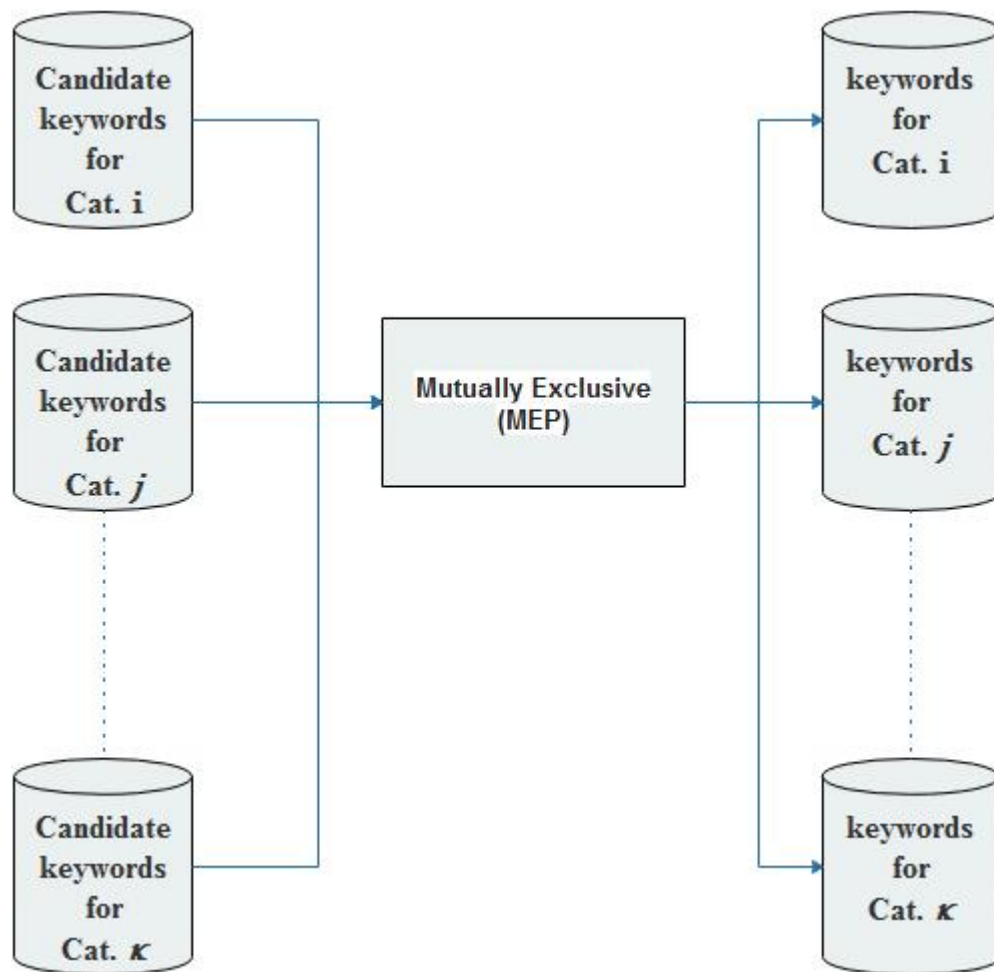 Candidate
keywords
for
Cat. i
keywords
for
Cat. i
Candidate
keywords
for
Cat. j
Mutually Exclusive
(MEP)
keywords
for
Cat. j
Candidate
keywords
for
Cat. κ
keywords
for
Cat. κ